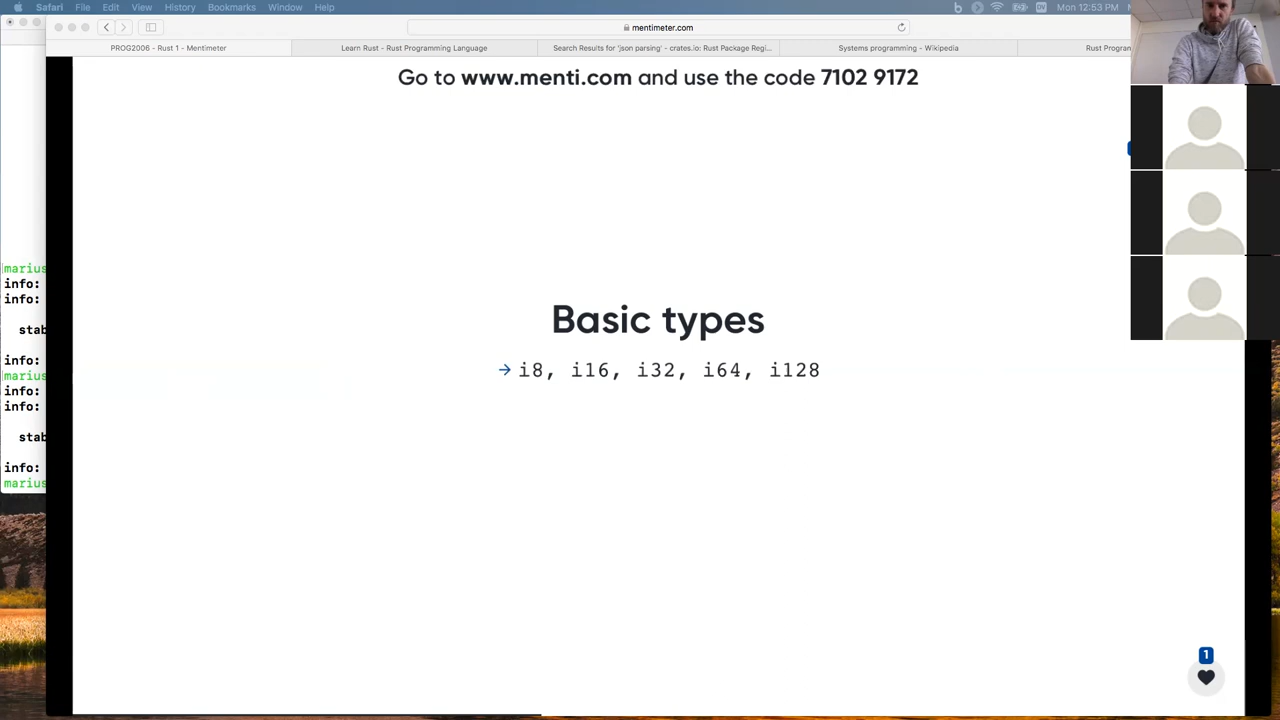 Safari File Edit View History Bookmarks Window Help Mon 12:53 PM Marius
mentimeter.com
PROG2006 - Rust 1 - Mentimeter
Learn Rust - Rust Programming Language
Search Results for 'json parsing' - crates.io: Rust Package Regi...
Systems programming - Wikipedia
Rust Program
Go to www.menti.com and use the code 7102 9172
Basic types
→ i8, i16, i32, i64, i128
marius
info:
info:
stab
info:
marius
info:
info:
stab
info:
marius
1